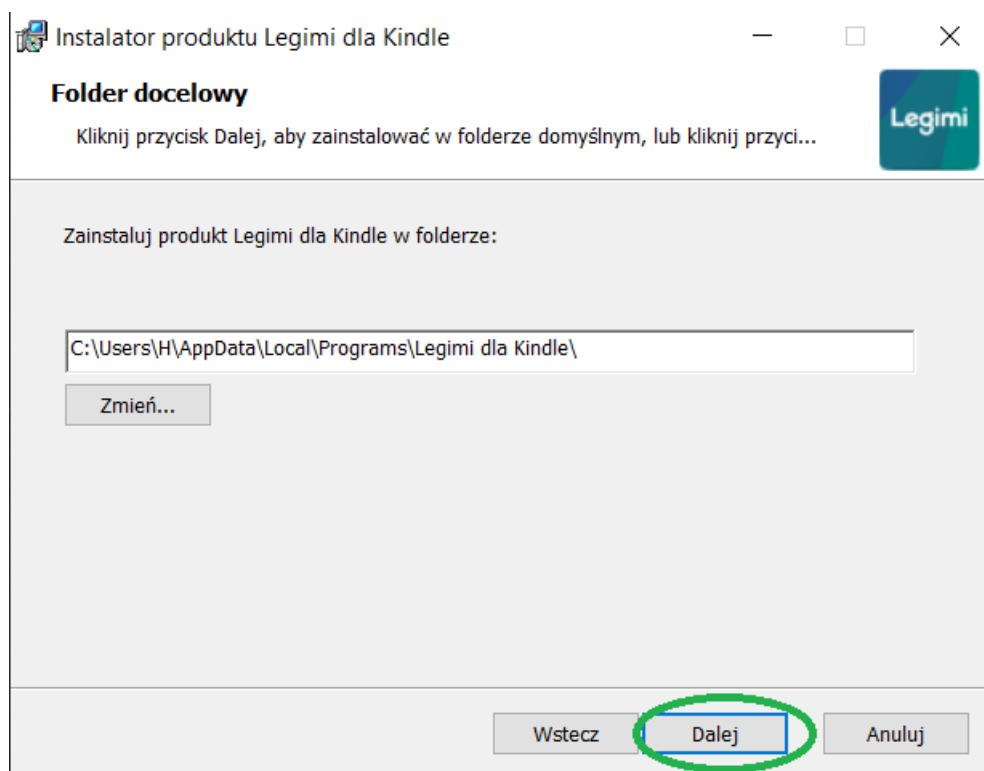 Instalator produktu Legimi dla Kindle
Folder docelowy
Kliknij przycisk Dalej, aby zainstalować w folderze domyślnym, lub kliknij przyci...
Legimi
Zainstaluj produkt Legimi dla Kindle w folderze:
C:\Users\H\AppData\Local\Programs\Legimi dla Kindle\
Zmień...
Wstecz Dalej Anuluj